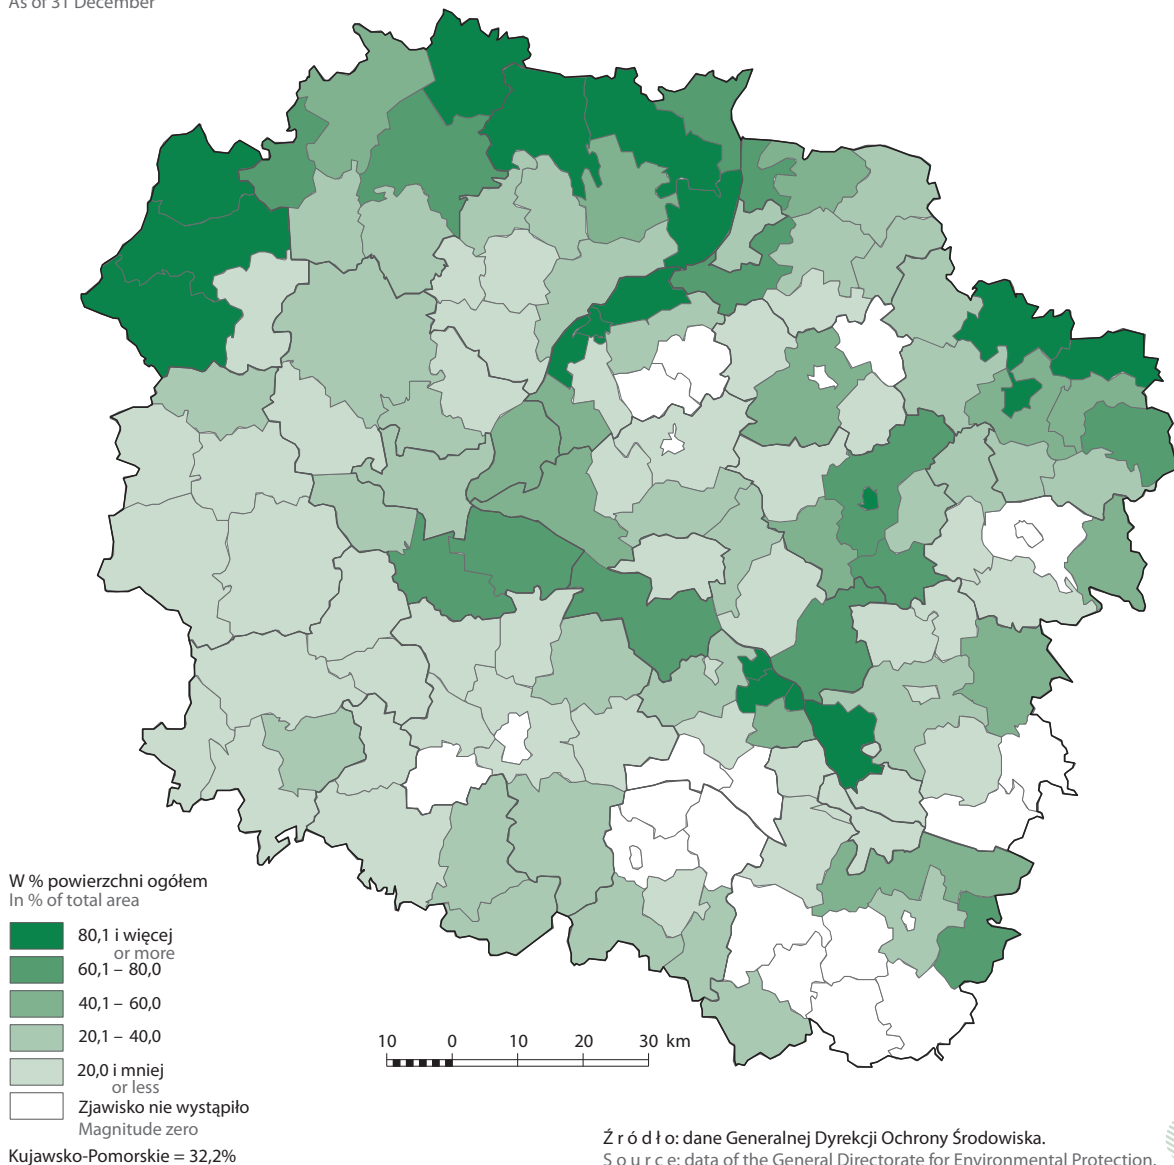 As of 31 December
W % powierzchni ogółem
In % of total area
80,1 i więcej
or more
60,1 – 80,0
40,1 – 60,0
20,1 – 40,0
20,0 i mniej
or less
Zjawisko nie wystąpiło
Magnitude zero
Kujawsko-Pomorskie = 32,2%
10 0 10 20 30 km
Ź r ó d ł o: dane Generalnej Dyrekcji Ochrony Środowiska.
S o u r c e: data of the General Directorate for Environmental Protection.